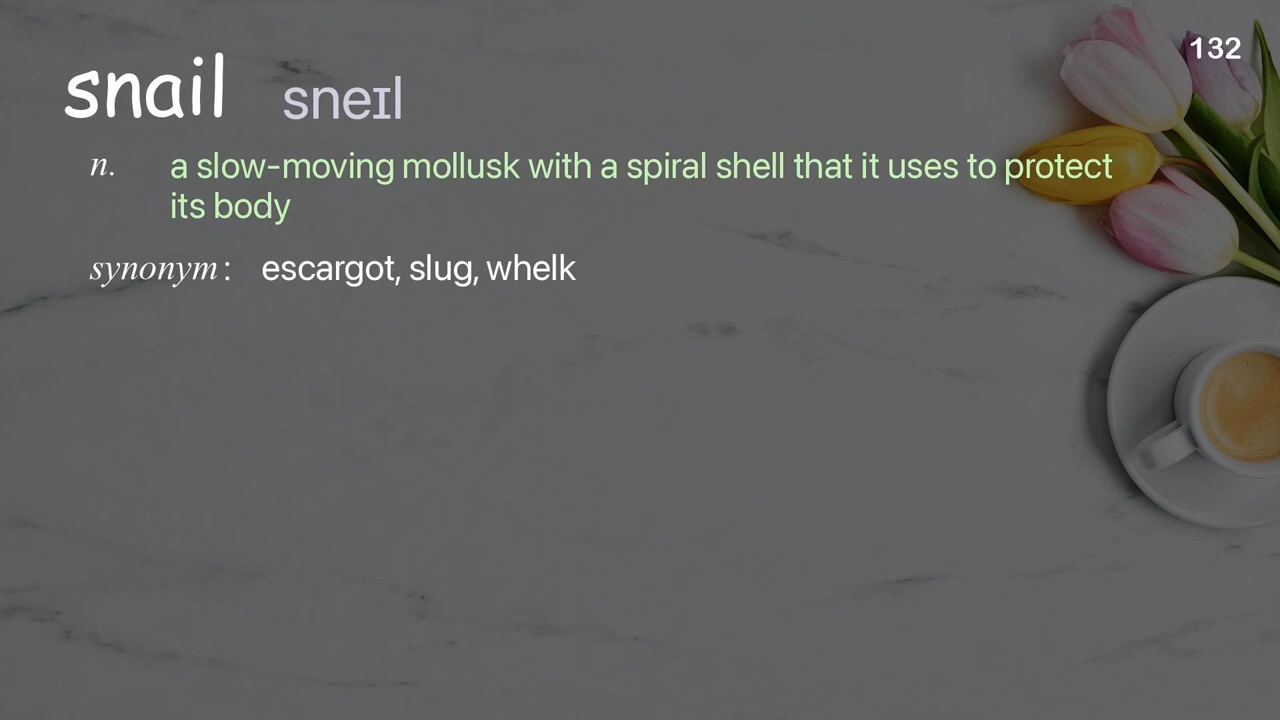 132
snail sneɪl
n. a slow-moving mollusk with a spiral shell that it uses to protect
its body
synonym: escargot, slug, whelk